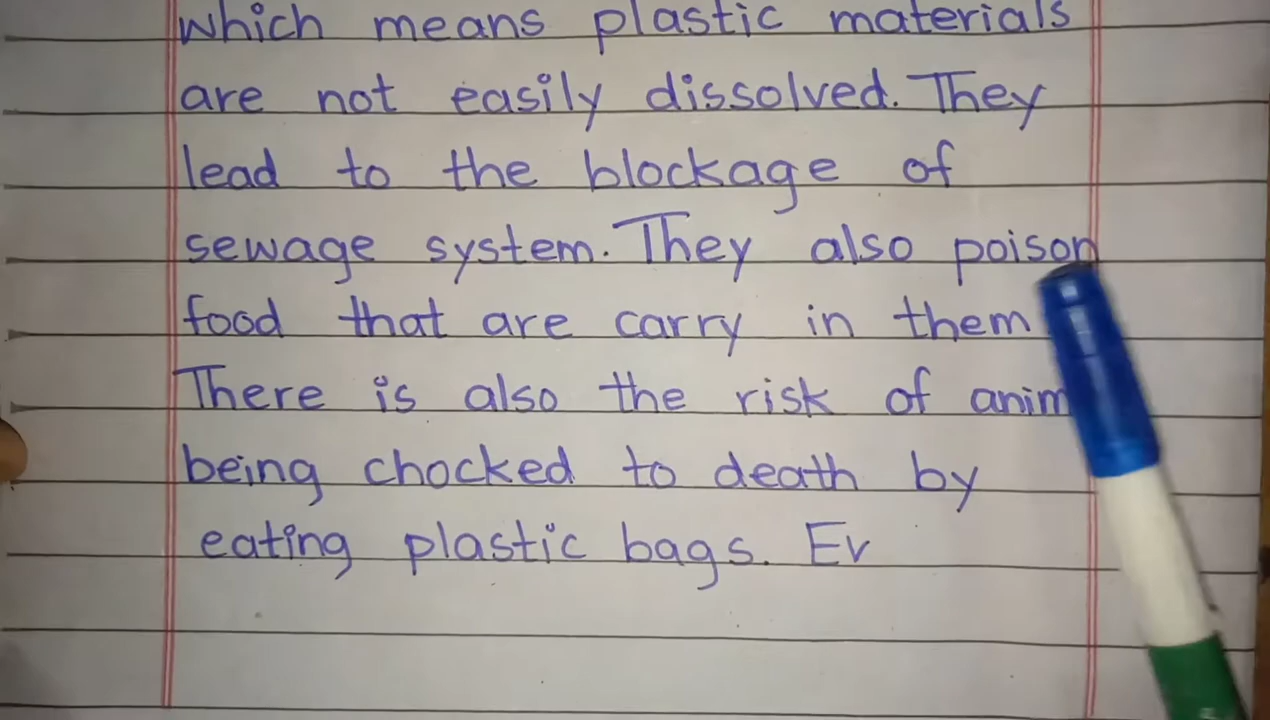 which means plastic materials
are not easily dissolved. They
lead to the blockage of
sewage system. They also poison
food that are carry in them
There is also the risk of anim
being chocked to death by
eating plastic bags. Ev